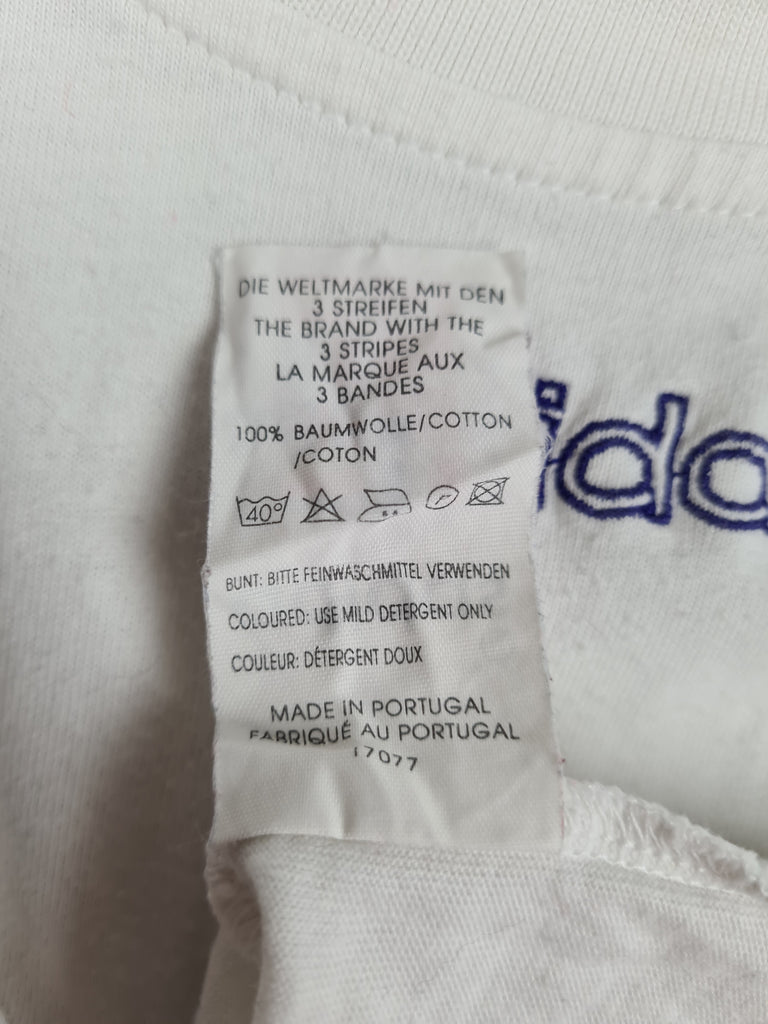 DIE WELTMARKE MIT DEN
3 STREIFEN
THE BRAND WITH THE
3 STRIPES
LA MARQUE AUX
3 BANDES
100% BAUMWOLLE/COTTON
/COTON
40°
BUNT: BITTE FEINWASCHMITTEL VERWENDEN
COLOURED: USE MILD DETERGENT ONLY
COULEUR: DÉTERGENT DOUX
MADE IN PORTUGAL
FABRIQUÉ AU PORTUGAL
17077